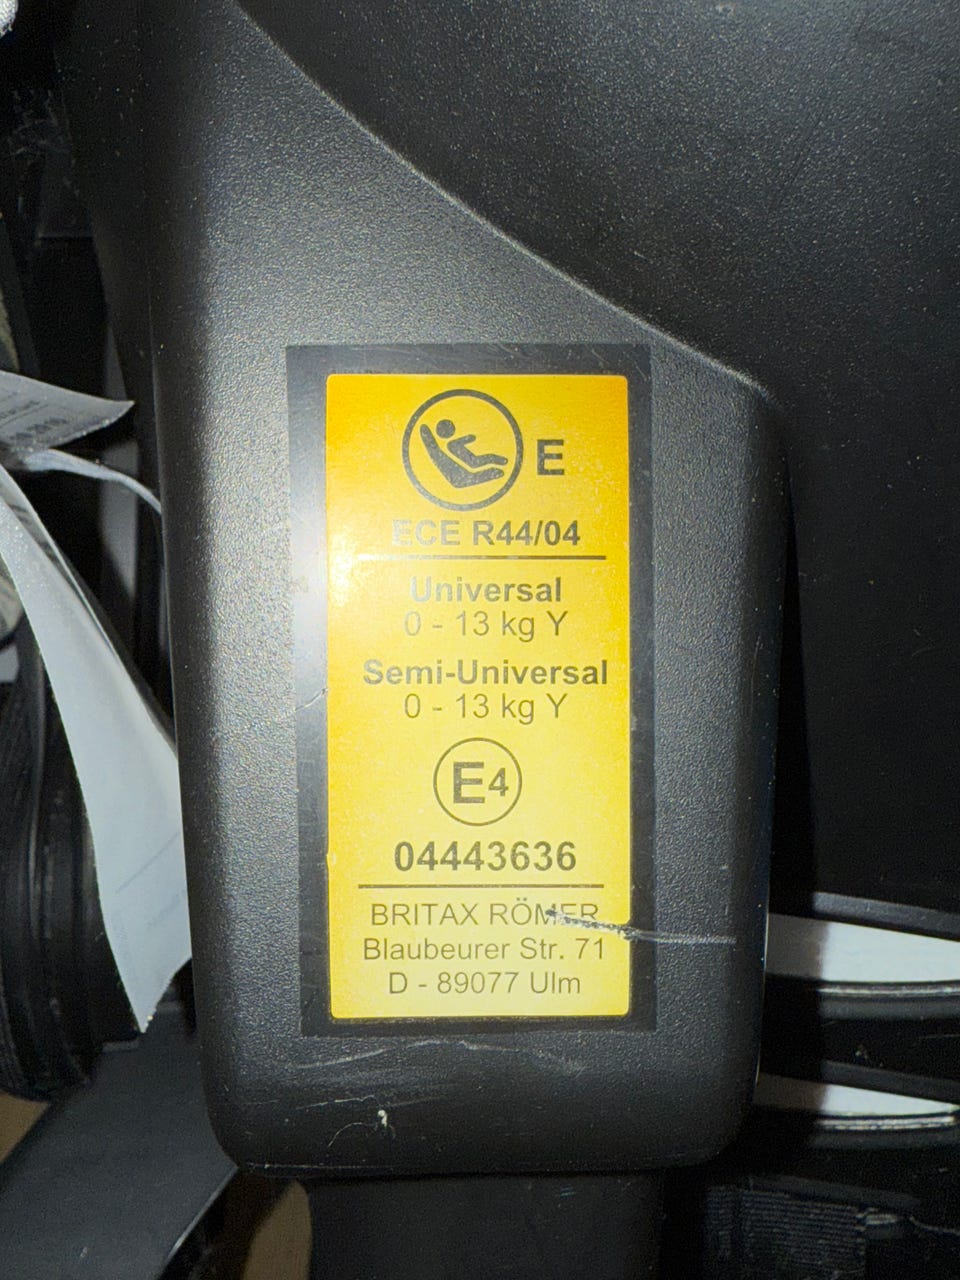 E
ECE R44/04
Universal
0 - 13 kg Y
Semi-Universal
0 - 13 kg Y
E4
04443636
BRITAX RÖMER
Blaubeurer Str. 71
D - 89077 Ulm